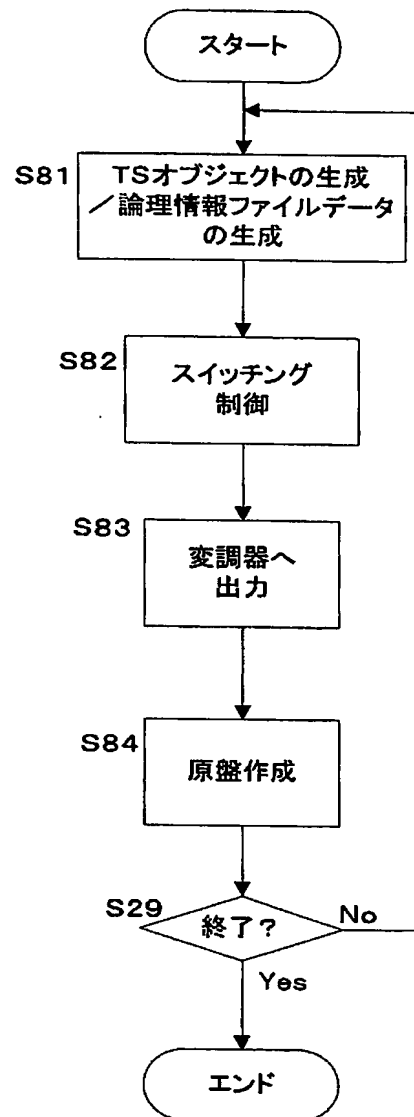 スタート
S81
TSオブジェクトの生成
／論理情報ファイルデータ
の生成
S82
スイッチング
制御
S83
変調器へ
出力
S84
原盤作成
S29
終了？
No
Yes
エンド